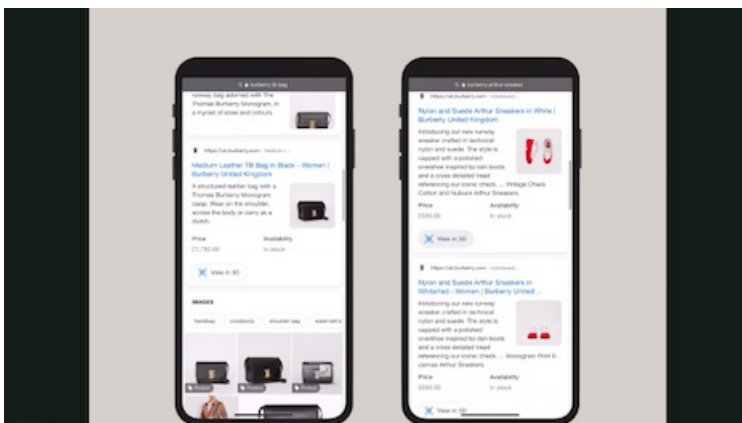 burberry tb bag
runway bag adorned with The
Thomas Burberry Monogram, in
a myriad of sizes and colours.
https://uk.burberry.com
Medium Leather TB Bag in Black - Women |
Burberry United Kingdom
A structured leather bag with a
Thomas Burberry Monogram
clasp. Wear on the shoulder,
across the body or carry as a
clutch.
Price Availability
£1,790.00 In stock
View in 3D
IMAGES
handbag crossbody shoulder bag waist belt b
Product Product Product
burberry arthur sneaker
https://uk.burberry.com
Nylon and Suede Arthur Sneakers in White |
Burberry United Kingdom
Introducing our new runway
sneaker crafted in technical
nylon and suede. The style is
capped with a polished
overshoe inspired by rain boots
and a cross-detailed tread
referencing our iconic check. ... Vintage Check
Cotton and Nubuck Arthur Sneakers.
Price Availability
In stock
View in 3D
https://uk.burberry.com
Nylon and Suede Arthur Sneakers in
White/red - Women | Burberry United ...
Introducing our new runway
sneaker crafted in technical
nylon and suede. The style is
capped with a polished
overshoe inspired by rain boots
and a cross-detailed tread
referencing our iconic check. ... Monogram Print E-
canvas Arthur Sneakers.
Price Availability
In stock
View in 3D